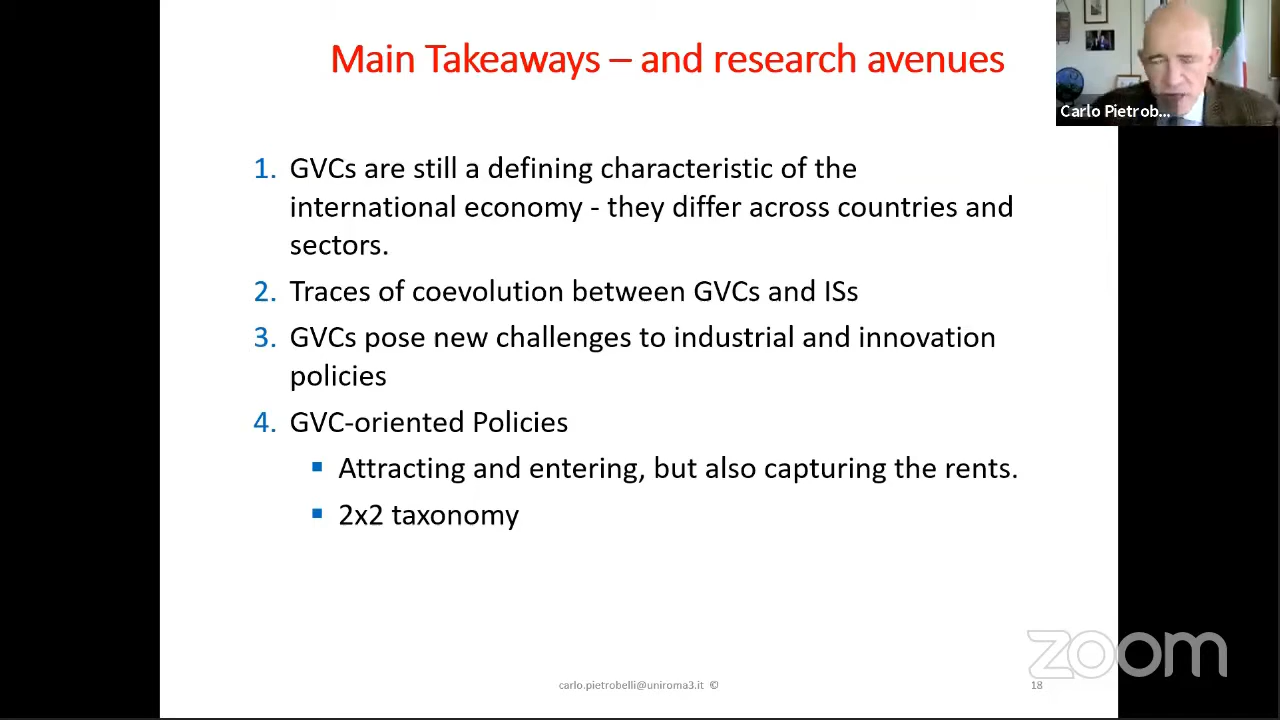 Main Takeaways – and research avenues
Carlo Pietrob...
1. GVCs are still a defining characteristic of the
international economy - they differ across countries and
sectors.
2. Traces of coevolution between GVCs and ISs
3. GVCs pose new challenges to industrial and innovation
policies
4. GVC-oriented Policies
▪ Attracting and entering, but also capturing the rents.
▪ 2x2 taxonomy
zoom
carlo.pietrobelli@uniroma3.it ©
18